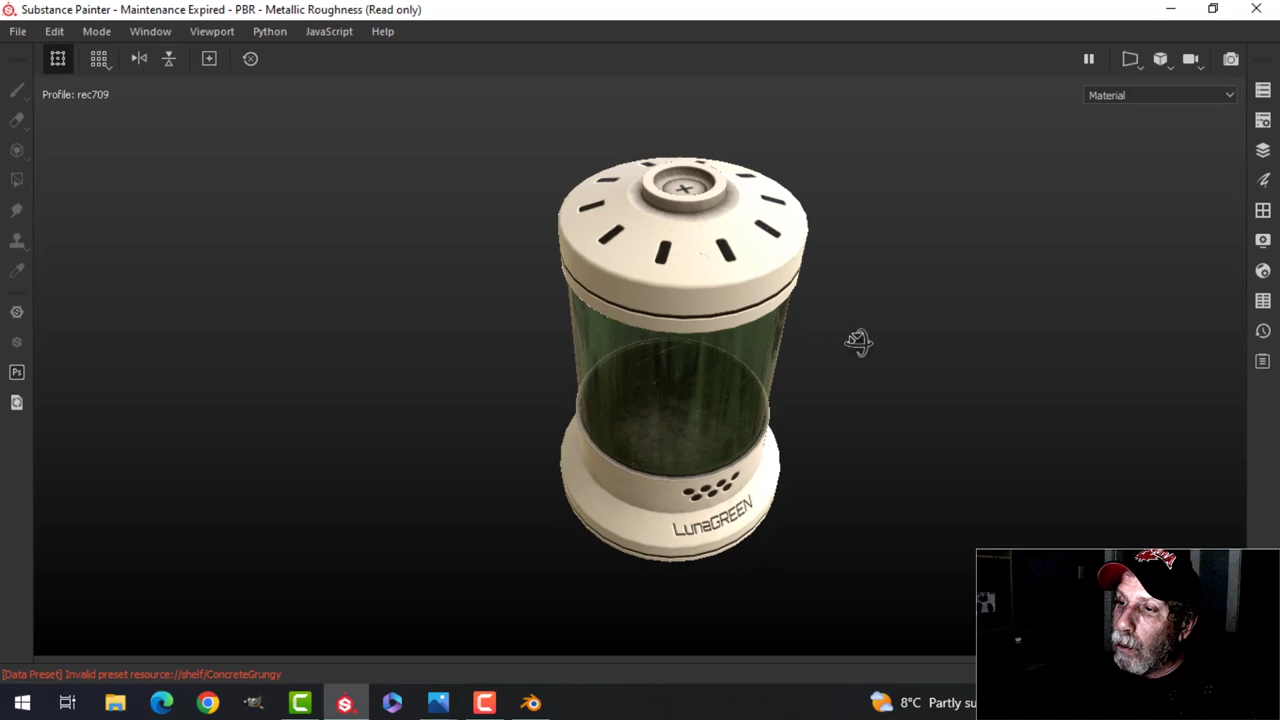 Substance Painter - Maintenance Expired - PBR - Metallic Roughness (Read only)
File Edit Mode Window Viewport Python JavaScript Help
Profile: rec709
Material
LunaGREEN
Ps
[Data Preset] Invalid preset resource://shelf/ConcreteGrungy
8°C Partly su